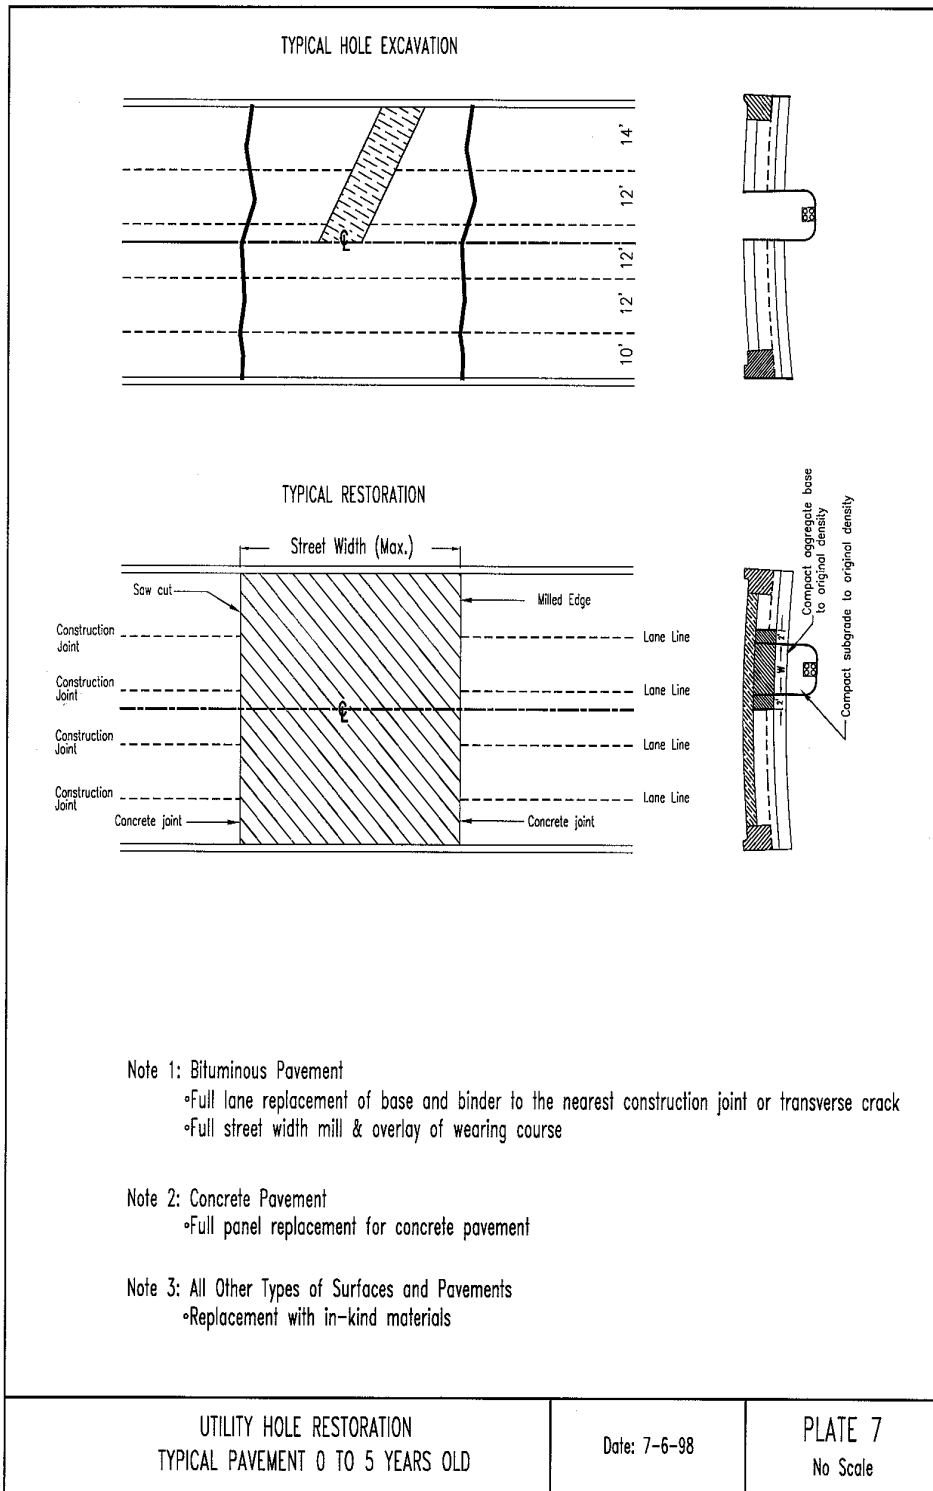 TYPICAL HOLE EXCAVATION
14'
12'
℄
12'
12'
10'
TYPICAL RESTORATION
Street Width (Max.)
Saw cut
Milled Edge
Construction
Joint
Lane Line
Construction
Joint
Lane Line
℄
Construction
Joint
Lane Line
Construction
Joint
Lane Line
Concrete joint
Concrete joint
2'
W
2'
Compact aggregate base
to original density
Compact subgrade to original density
Note 1: Bituminous Pavement
∘Full lane replacement of base and binder to the nearest construction joint or transverse crack
∘Full street width mill & overlay of wearing course
Note 2: Concrete Pavement
∘Full panel replacement for concrete pavement
Note 3: All Other Types of Surfaces and Pavements
∘Replacement with in-kind materials
UTILITY HOLE RESTORATION
TYPICAL PAVEMENT 0 TO 5 YEARS OLD
Date: 7-6-98
PLATE 7
No Scale